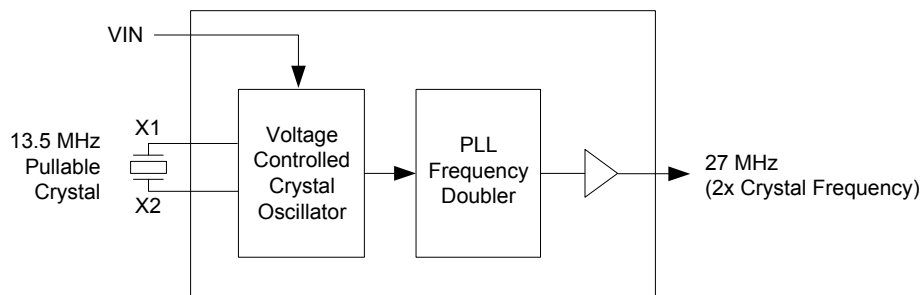 VIN
13.5 MHz
Pullable
Crystal
X1
X2
Voltage
Controlled
Crystal
Oscillator
PLL
Frequency
Doubler
27 MHz
(2x Crystal Frequency)